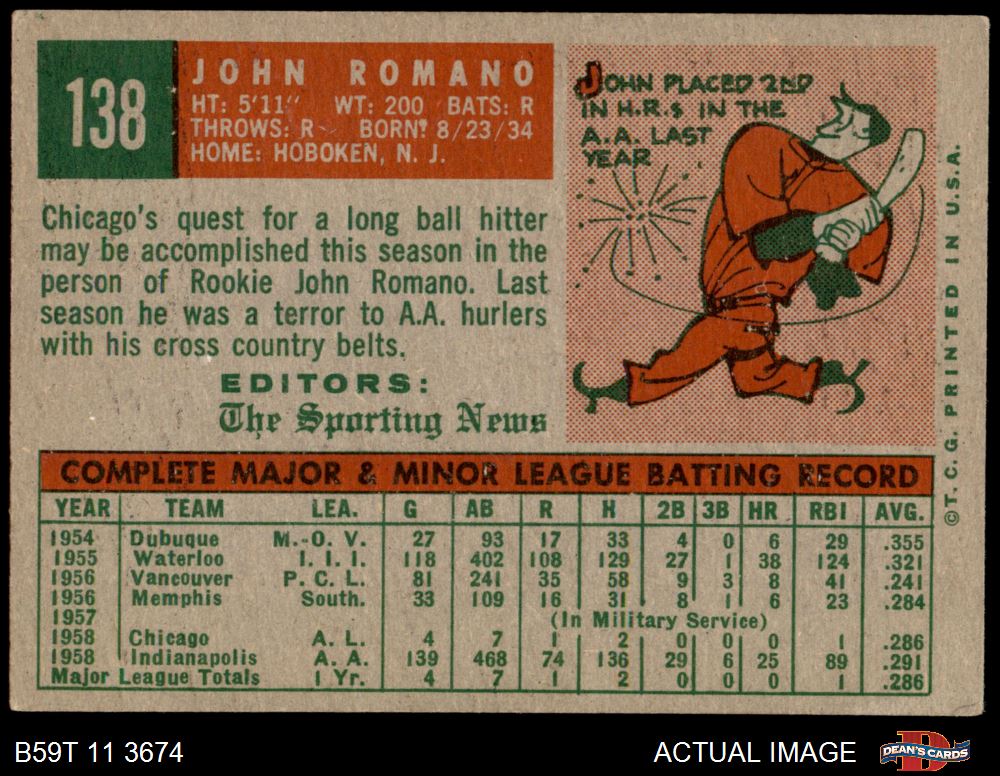 138
JOHN ROMANO
HT: 5'11" WT: 200 BATS: R
THROWS: R BORN: 8/23/34
HOME: HOBOKEN, N. J.
JOHN PLACED 2ND
IN H.R.S IN THE
A.A. LAST
YEAR
Chicago's quest for a long ball hitter
may be accomplished this season in the
person of Rookie John Romano. Last
season he was a terror to A.A. hurlers
with his cross country belts.
EDITORS:
The Sporting News
©T.C.G. PRINTED IN U.S.A.
COMPLETE MAJOR & MINOR LEAGUE BATTING RECORD
YEAR TEAM LEA. G AB R H 2B 3B HR RBI AVG.
1954 Dubuque M.-O. V. 27 93 17 33 4 0 6 29 .355
1955 Waterloo I. I. I. 118 402 108 129 27 1 38 124 .321
1956 Vancouver P. C. L. 81 241 35 58 9 3 8 41 .241
1956 Memphis South. 33 109 16 31 8 1 6 23 .284
1957 (In Military Service)
1958 Chicago A. L. 4 7 1 2 0 0 0 1 .286
1958 Indianapolis A. A. 139 468 74 136 29 6 25 89 .291
Major League Totals 1 Yr. 4 7 1 2 0 0 0 1 .286
B59T 11 3674
ACTUAL IMAGE
DEAN'S CARDS